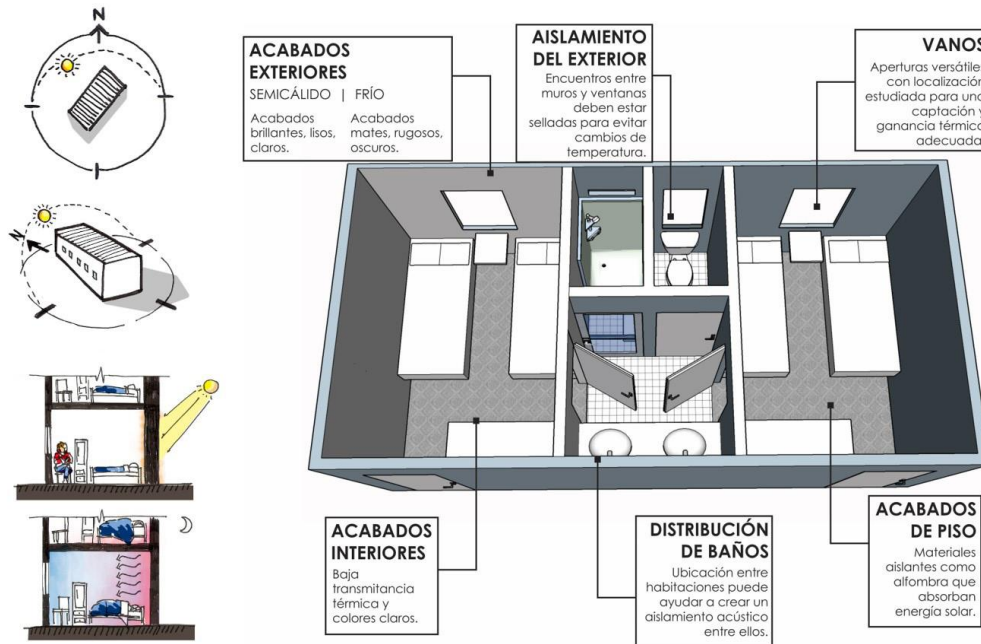 N
N
ACABADOS
EXTERIORES
SEMICÁLIDO | FRÍO
Acabados
brillantes, lisos,
claros.
Acabados
mates, rugosos,
oscuros.
AISLAMIENTO
DEL EXTERIOR
Encuentros entre
muros y ventanas
deben estar
selladas para evitar
cambios de
temperatura.
VANOS
Aperturas versátiles
con localización
estudiada para una
captación y
ganancia térmica
adecuada
ACABADOS
INTERIORES
Baja
transmitancia
térmica y
colores claros.
DISTRIBUCIÓN
DE BAÑOS
Ubicación entre
habitaciones puede
ayudar a crear un
aislamiento acústico
entre ellos.
ACABADOS
DE PISO
Materiales
aislantes como
alfombra que
absorban
energía solar.